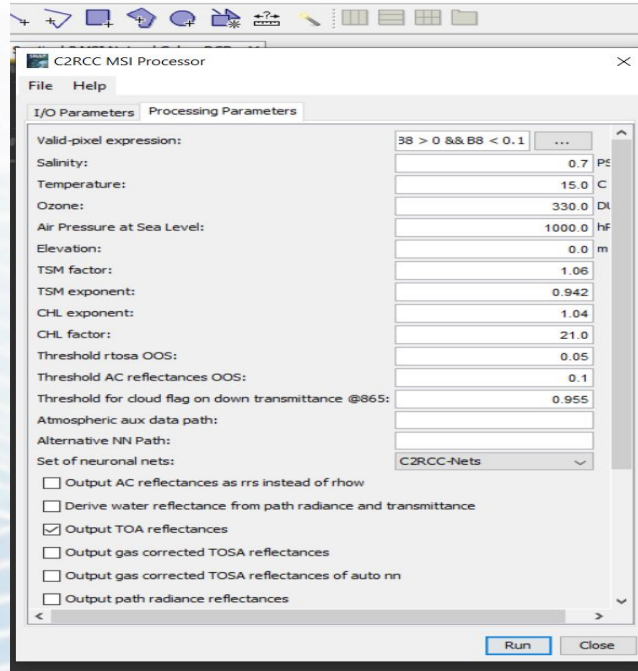 C2RCC MSI Processor
File Help
I/O Parameters Processing Parameters
Valid-pixel expression: B8 > 0 && B8 < 0.1 ...
Salinity: 0.7 PS
Temperature: 15.0 C
Ozone: 330.0 DU
Air Pressure at Sea Level: 1000.0 hP
Elevation: 0.0 m
TSM factor: 1.06
TSM exponent: 0.942
CHL exponent: 1.04
CHL factor: 21.0
Threshold rtosa OOS: 0.05
Threshold AC reflectances OOS: 0.1
Threshold for cloud flag on down transmittance @865: 0.955
Atmospheric aux data path:
Alternative NN Path:
Set of neuronal nets: C2RCC-Nets
Output AC reflectances as rrs instead of rhow
Derive water reflectance from path radiance and transmittance
Output TOA reflectances
Output gas corrected TOSA reflectances
Output gas corrected TOSA reflectances of auto nn
Output path radiance reflectances
Run Close